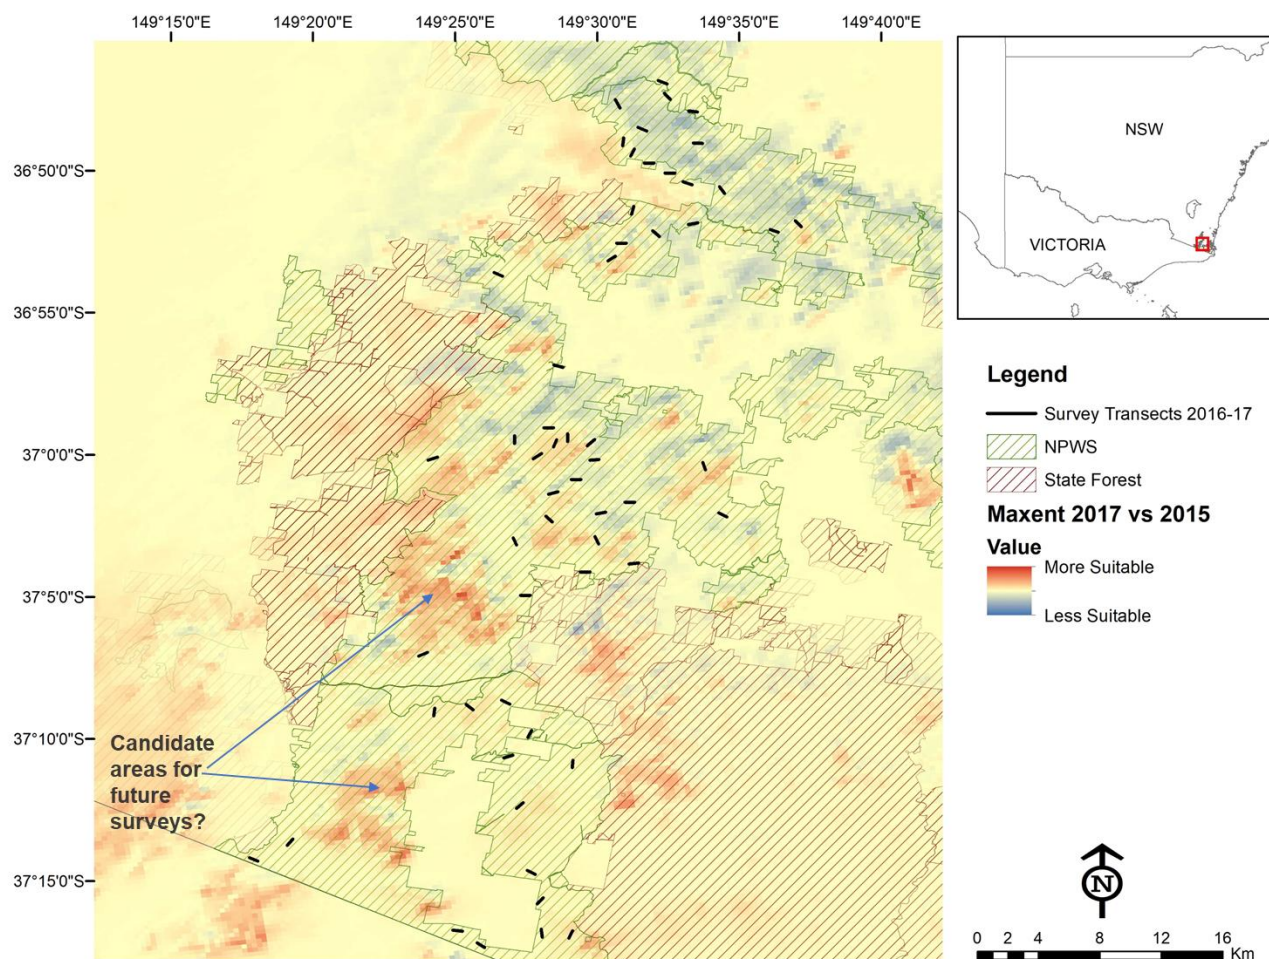 149°15'0"E 149°20'0"E 149°25'0"E 149°30'0"E 149°35'0"E 149°40'0"E
36°50'0"S
36°55'0"S
37°0'0"S
37°5'0"S
37°10'0"S
37°15'0"S
Candidate
areas for
future
surveys?
NSW
VICTORIA
Legend
Survey Transects 2016-17
NPWS
State Forest
Maxent 2017 vs 2015
Value
More Suitable
Less Suitable
N
0 2 4 8 12 16
Km